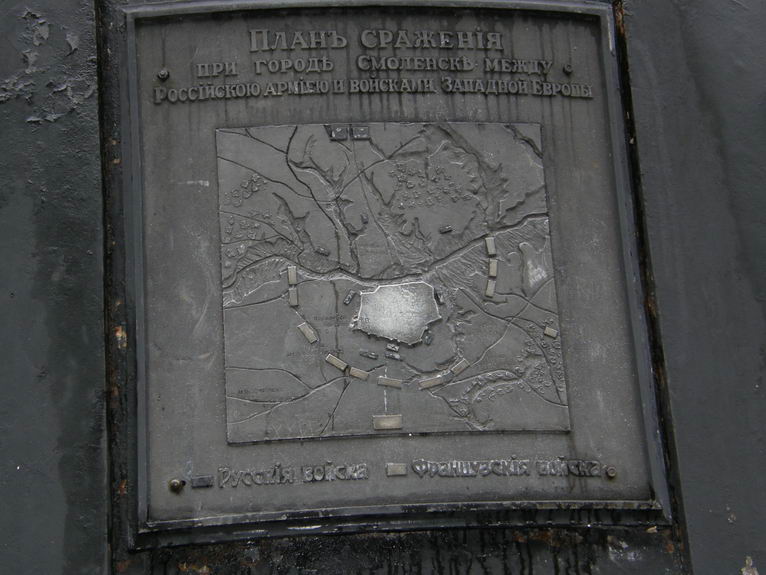 ПЛАНЪ СРАЖЕНІЯ
ПРИ ГОРОДѢ СМОЛЕНСКѢ МЕЖДУ
РОССІЙСКОЮ АРМІЕЮ И ВОЙСКАМИ ЗАПАДНОЙ ЕВРОПЫ
РУССКІЯ ВОЙСКА ФРАНЦУЗСКІЯ ВОЙСКА